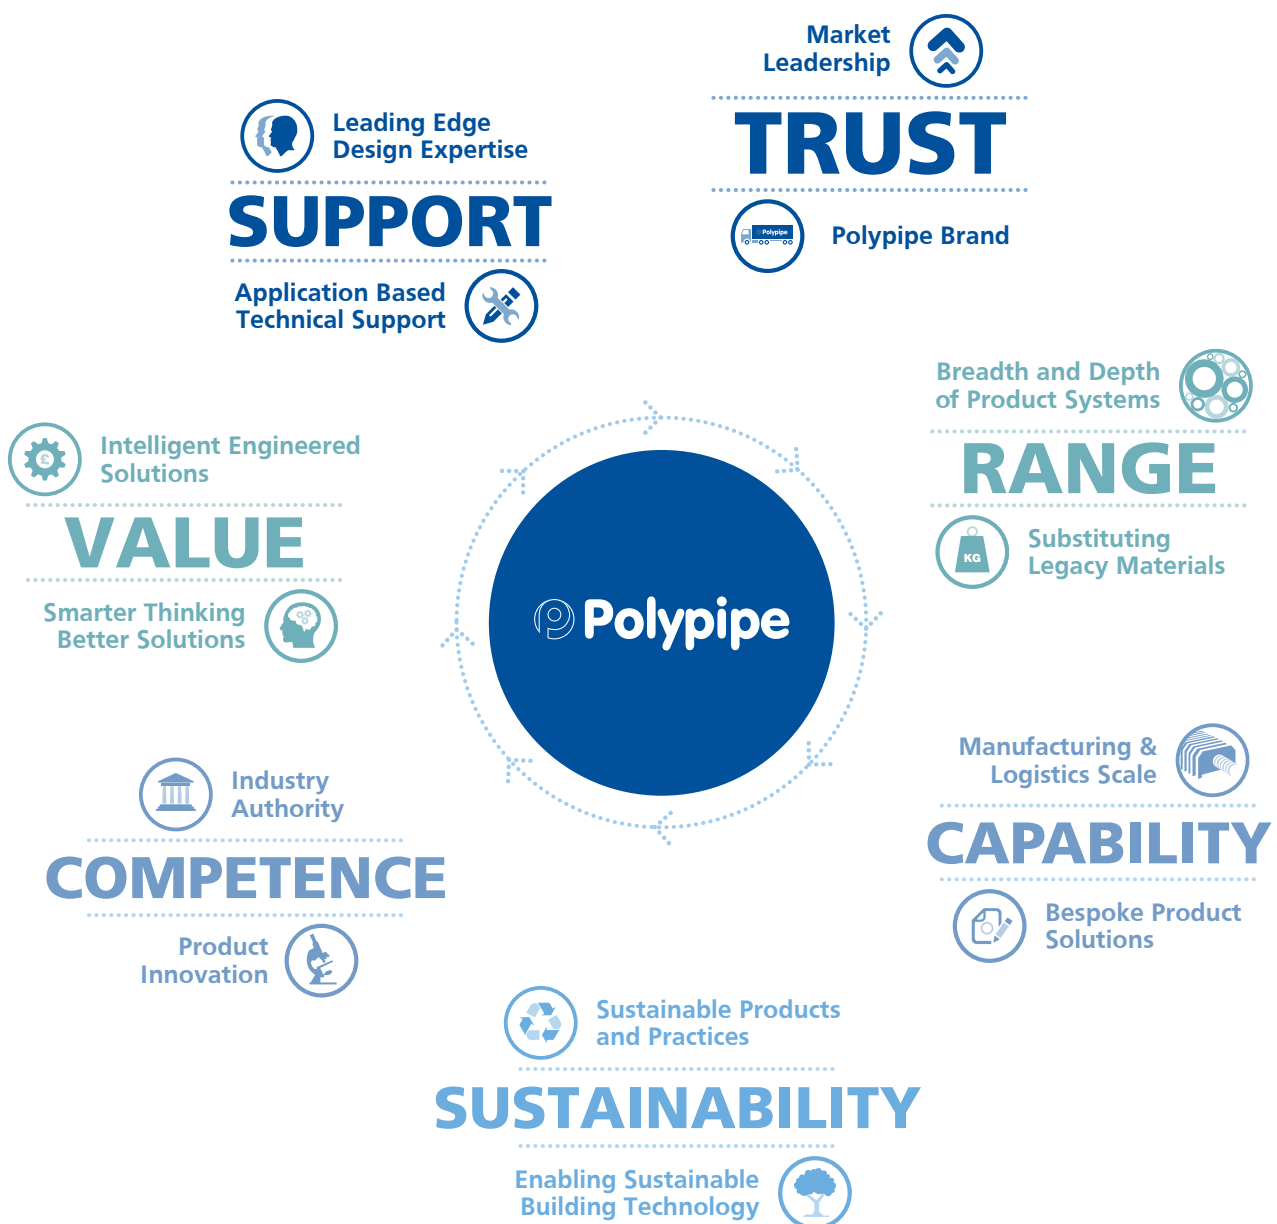 Market
Leadership
TRUST
Polypipe
Polypipe Brand
Leading Edge
Design Expertise
SUPPORT
Application Based
Technical Support
Breadth and Depth
of Product Systems
RANGE
KG
Substituting
Legacy Materials
Intelligent Engineered
Solutions
£
VALUE
Smarter Thinking
Better Solutions
Polypipe
Manufacturing &
Logistics Scale
CAPABILITY
Bespoke Product
Solutions
Industry
Authority
COMPETENCE
Product
Innovation
Sustainable Products
and Practices
SUSTAINABILITY
Enabling Sustainable
Building Technology